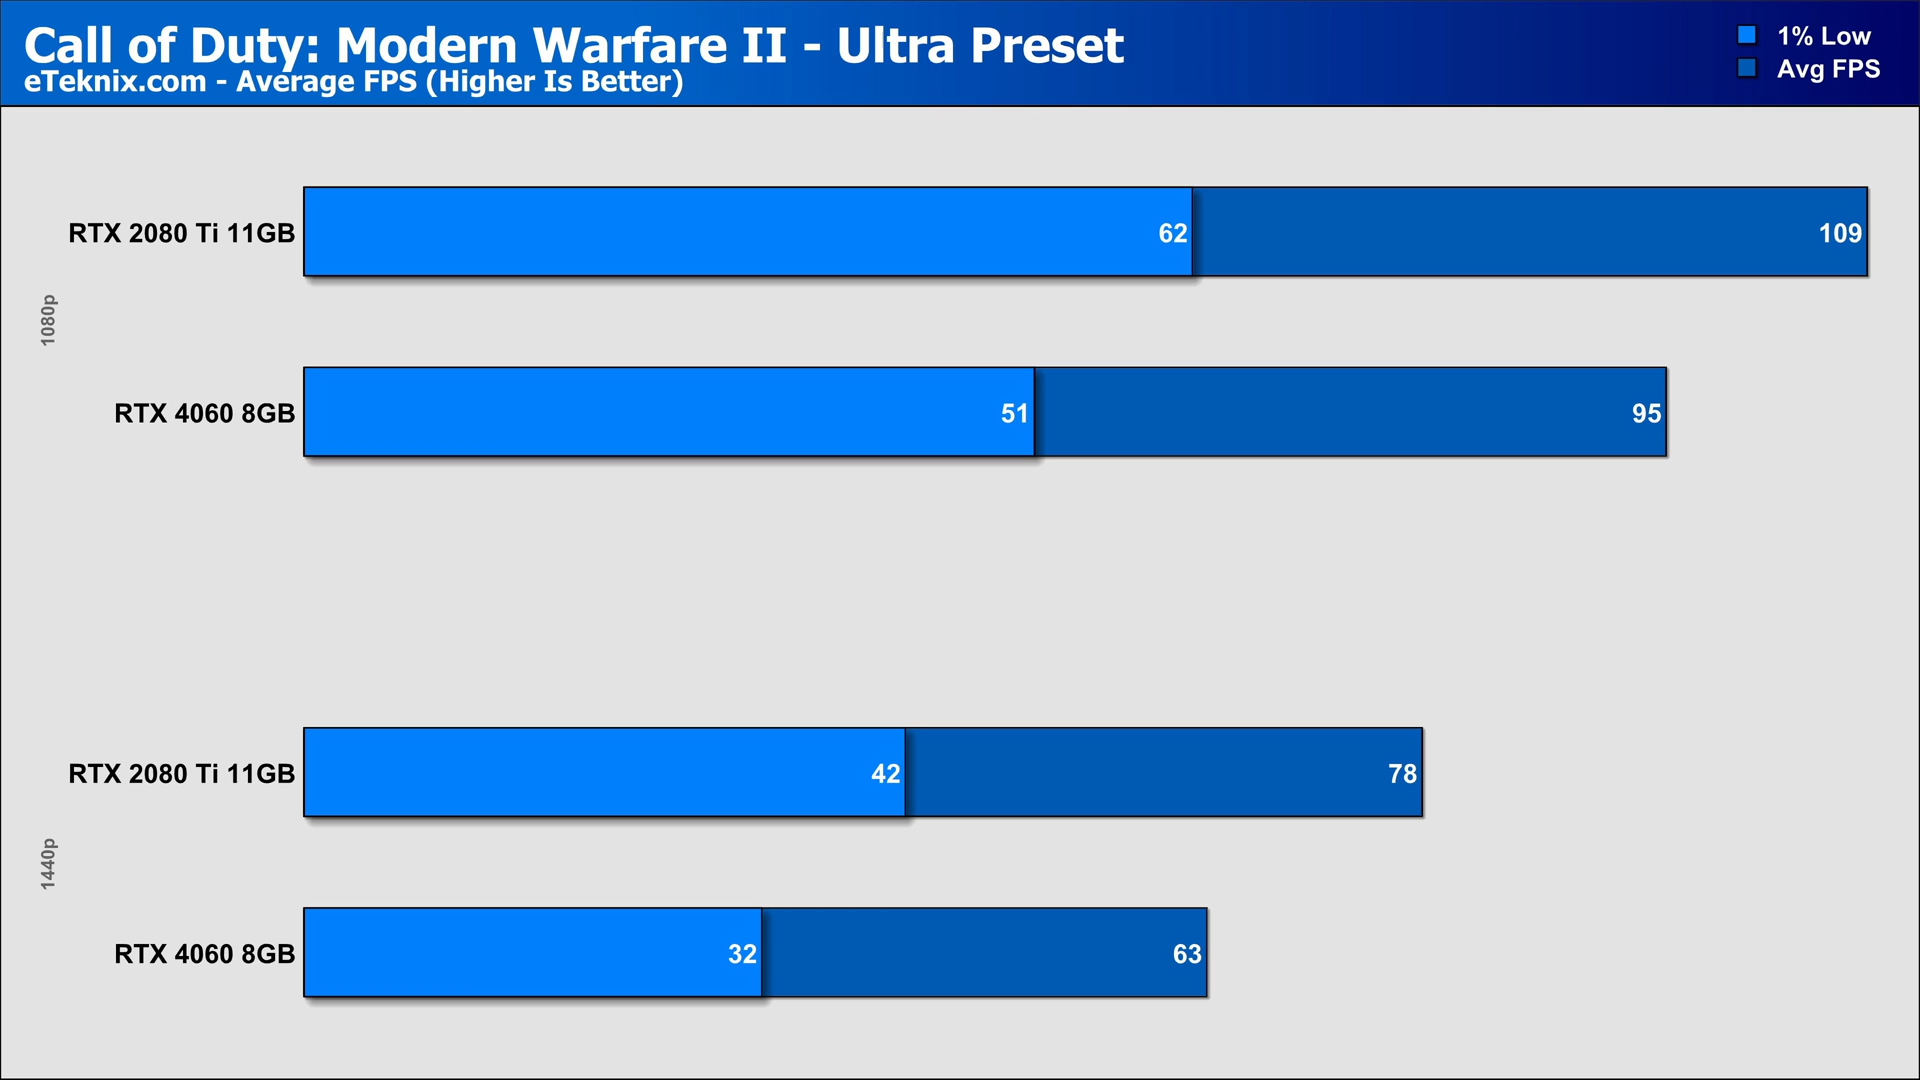 Call of Duty: Modern Warfare II - Ultra Preset
eTeknix.com - Average FPS (Higher Is Better)
1% Low
Avg FPS
1080p
RTX 2080 Ti 11GB
62
109
RTX 4060 8GB
51
95
1440p
RTX 2080 Ti 11GB
42
78
RTX 4060 8GB
32
63